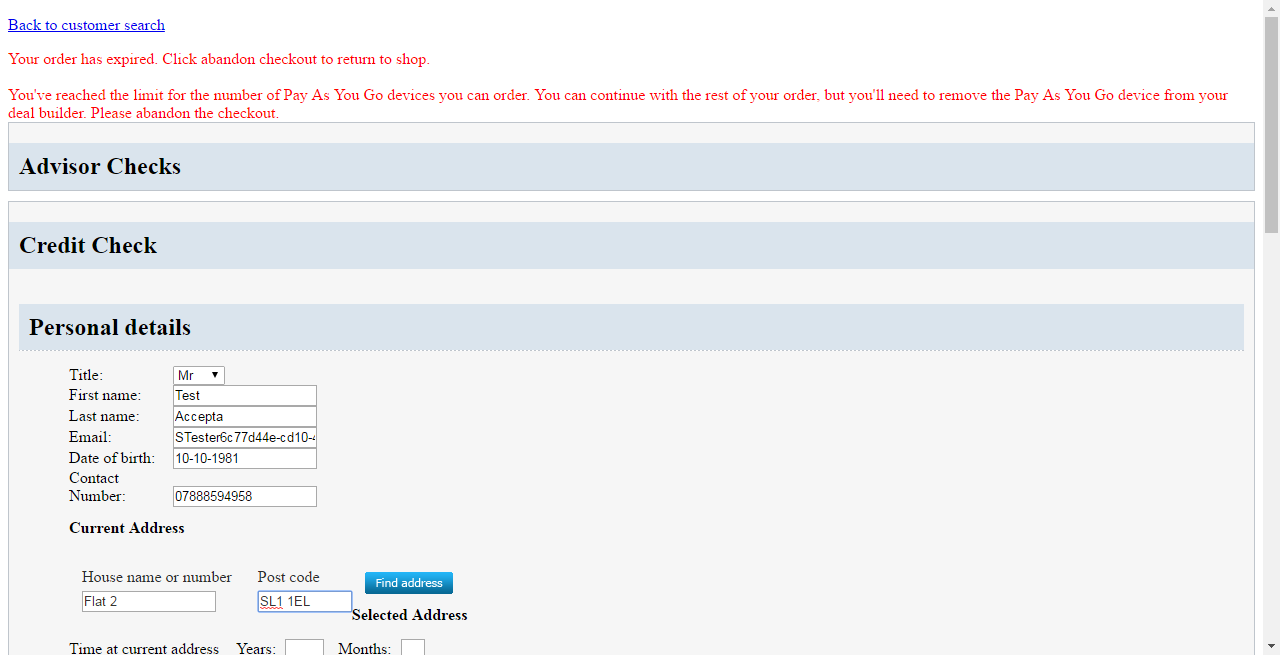 Back to customer search
Your order has expired. Click abandon checkout to return to shop.
You've reached the limit for the number of Pay As You Go devices you can order. You can continue with the rest of your order, but you'll need to remove the Pay As You Go device from your
deal builder. Please abandon the checkout.
Advisor Checks
Credit Check
Personal details
Title: Mr
First name: Test
Last name: Accepta
Email: STester6c77d44e-cd10-
Date of birth: 10-10-1981
Contact
Number: 07888594958
Current Address
House name or number Post code Find address
Flat 2 SL1 1EL
Selected Address
Time at current address Years: Months: